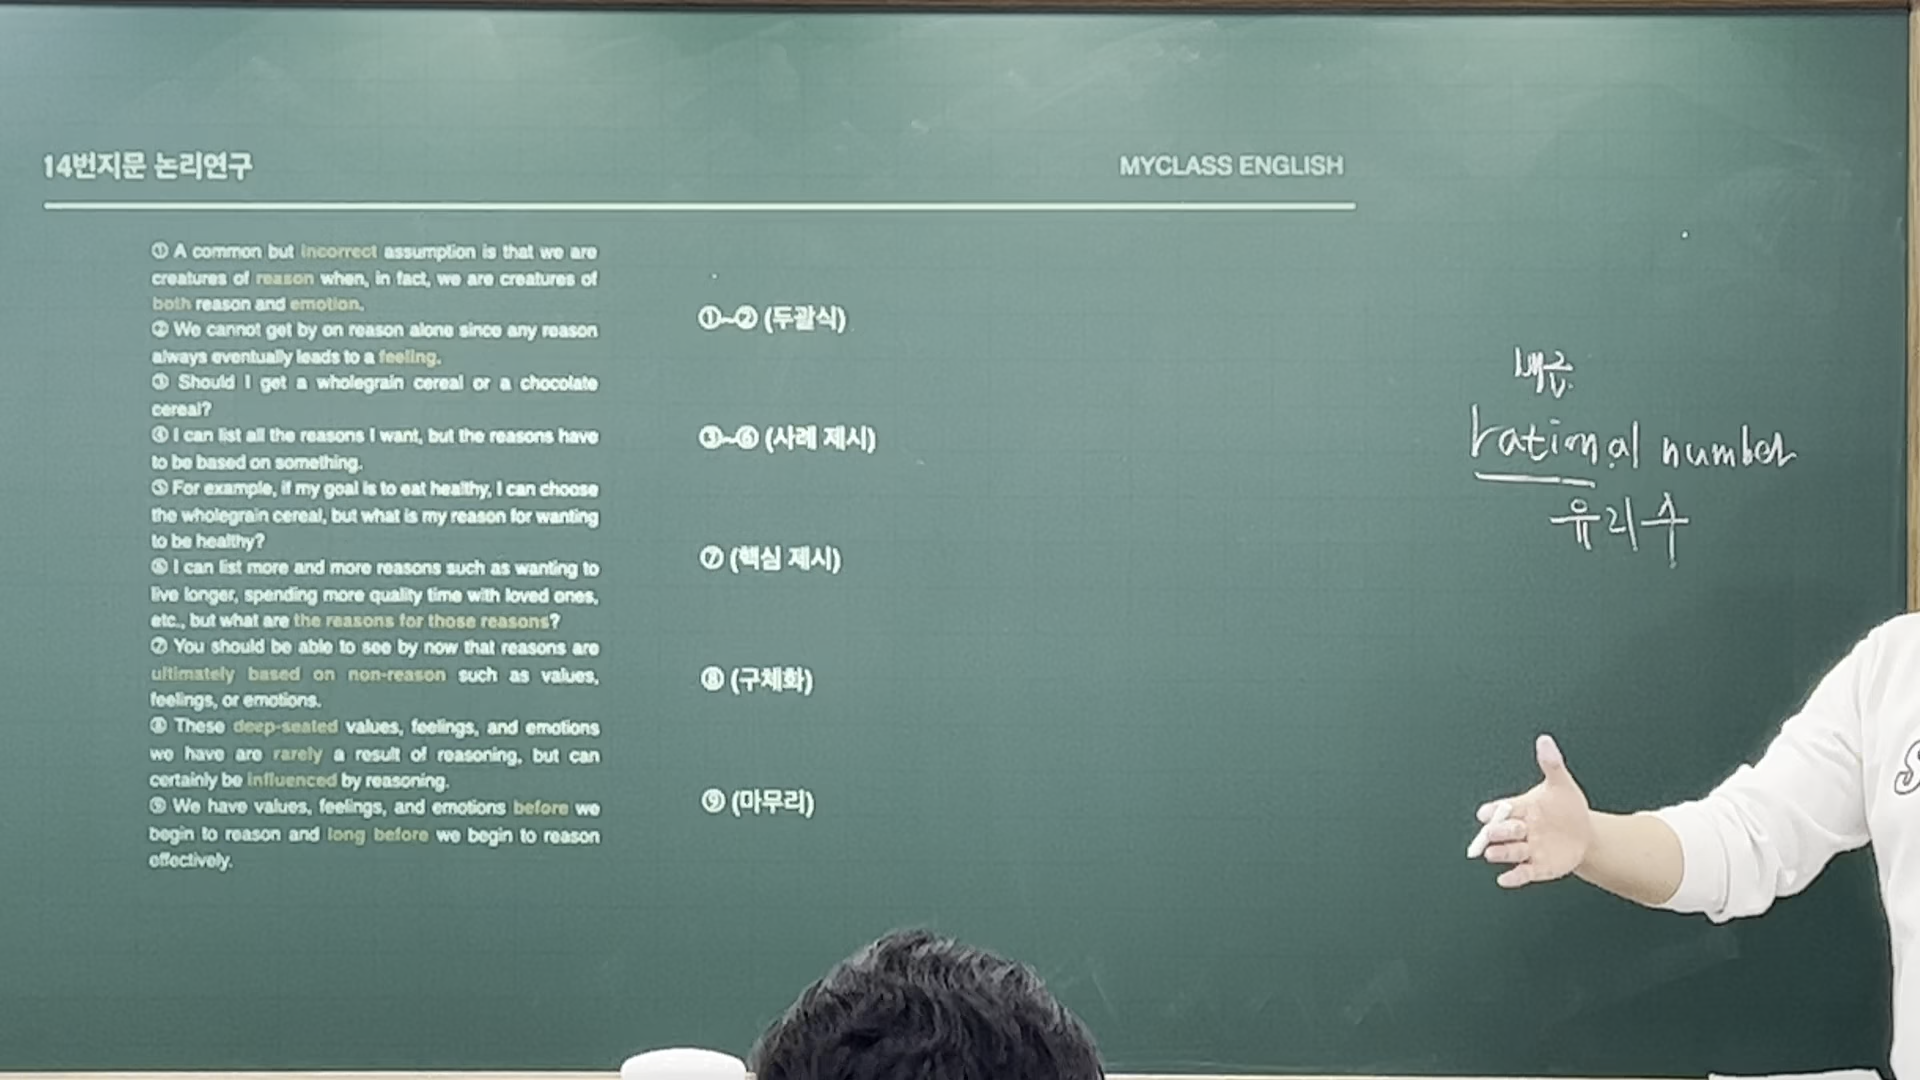 14번지문 논리연구
MYCLASS ENGLISH
① A common but incorrect assumption is that we are
creatures of reason when, in fact, we are creatures of
both reason and emotion.
② We cannot get by on reason alone since any reason
always eventually leads to a feeling.
③ Should I get a wholegrain cereal or a chocolate
cereal?
④ I can list all the reasons I want, but the reasons have
to be based on something.
⑤ For example, if my goal is to eat healthy, I can choose
the wholegrain cereal, but what is my reason for wanting
to be healthy?
⑥ I can list more and more reasons such as wanting to
live longer, spending more quality time with loved ones,
etc., but what are the reasons for those reasons?
⑦ You should be able to see by now that reasons are
ultimately based on non-reason such as values,
feelings, or emotions.
⑧ These deep-seated values, feelings, and emotions
we have are rarely a result of reasoning, but can
certainly be influenced by reasoning.
⑨ We have values, feelings, and emotions before we
begin to reason and long before we begin to reason
effectively.
①~② (두괄식)
③~⑥ (사례 제시)
⑦ (핵심 제시)
⑧ (구체화)
⑨ (마무리)
rational number
유리수
S